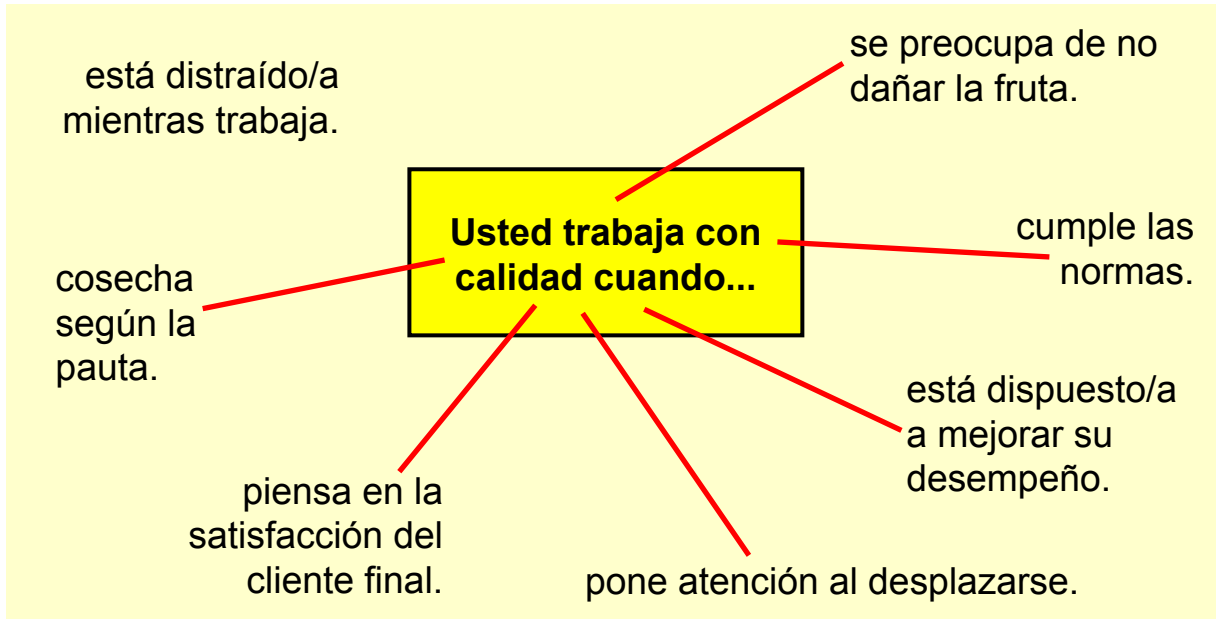 está distraído/a
mientras trabaja.
se preocupa de no
dañar la fruta.
Usted trabaja con
calidad cuando...
cumple las
normas.
cosecha
según la
pauta.
está dispuesto/a
a mejorar su
desempeño.
piensa en la
satisfacción del
cliente final.
pone atención al desplazarse.